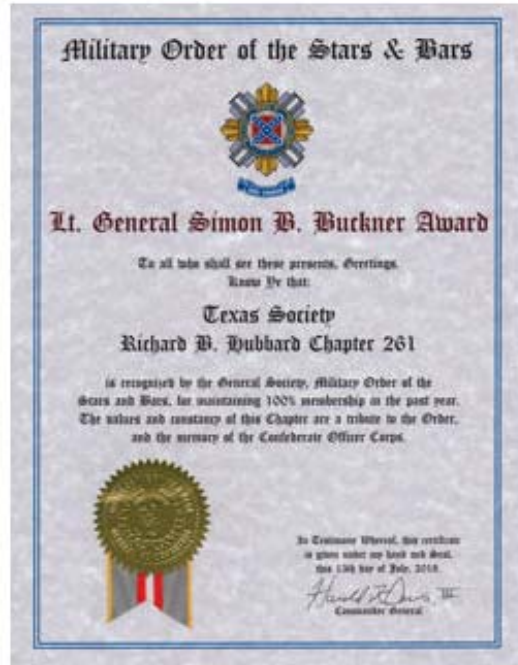 Military Order of the Stars & Bars
Lt. General Simon B. Buckner Award
To all who shall see these presents, Greetings.
Know Ye that:
Texas Society
Richard B. Hubbard Chapter 261
is recognized by the General Society, Military Order of the
Stars and Bars, for maintaining 100% membership in the past year.
The values and constancy of this Chapter are a tribute to the Order,
and the memory of the Confederate Officer Corps.
In Testimony Whereof, this certificate
is given under my hand and Seal,
this 13th day of July, 2018.
Harold Davis III
Commander General